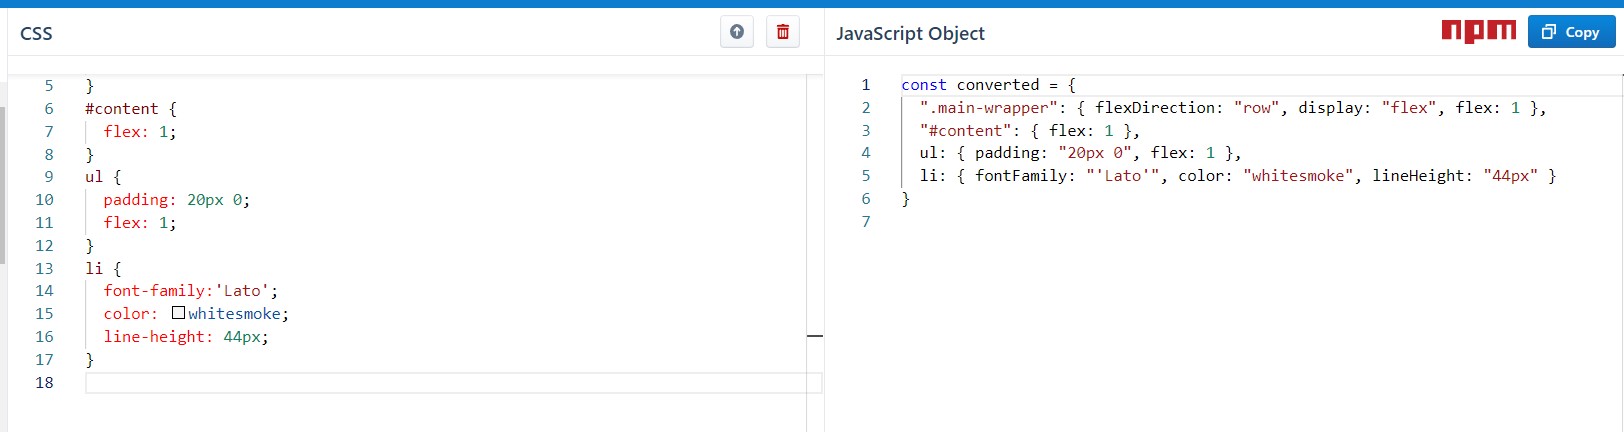 CSS
5 }
6 #content {
7 flex: 1;
8 }
9 ul {
10 padding: 20px 0;
11 flex: 1;
12 }
13 li {
14 font-family:'Lato';
15 color: whitesmoke;
16 line-height: 44px;
17 }
18
JavaScript Object
npm
Copy
1 const converted = {
2 ".main-wrapper": { flexDirection: "row", display: "flex", flex: 1 },
3 "#content": { flex: 1 },
4 ul: { padding: "20px 0", flex: 1 },
5 li: { fontFamily: "'Lato'", color: "whitesmoke", lineHeight: "44px" }
6 }
7